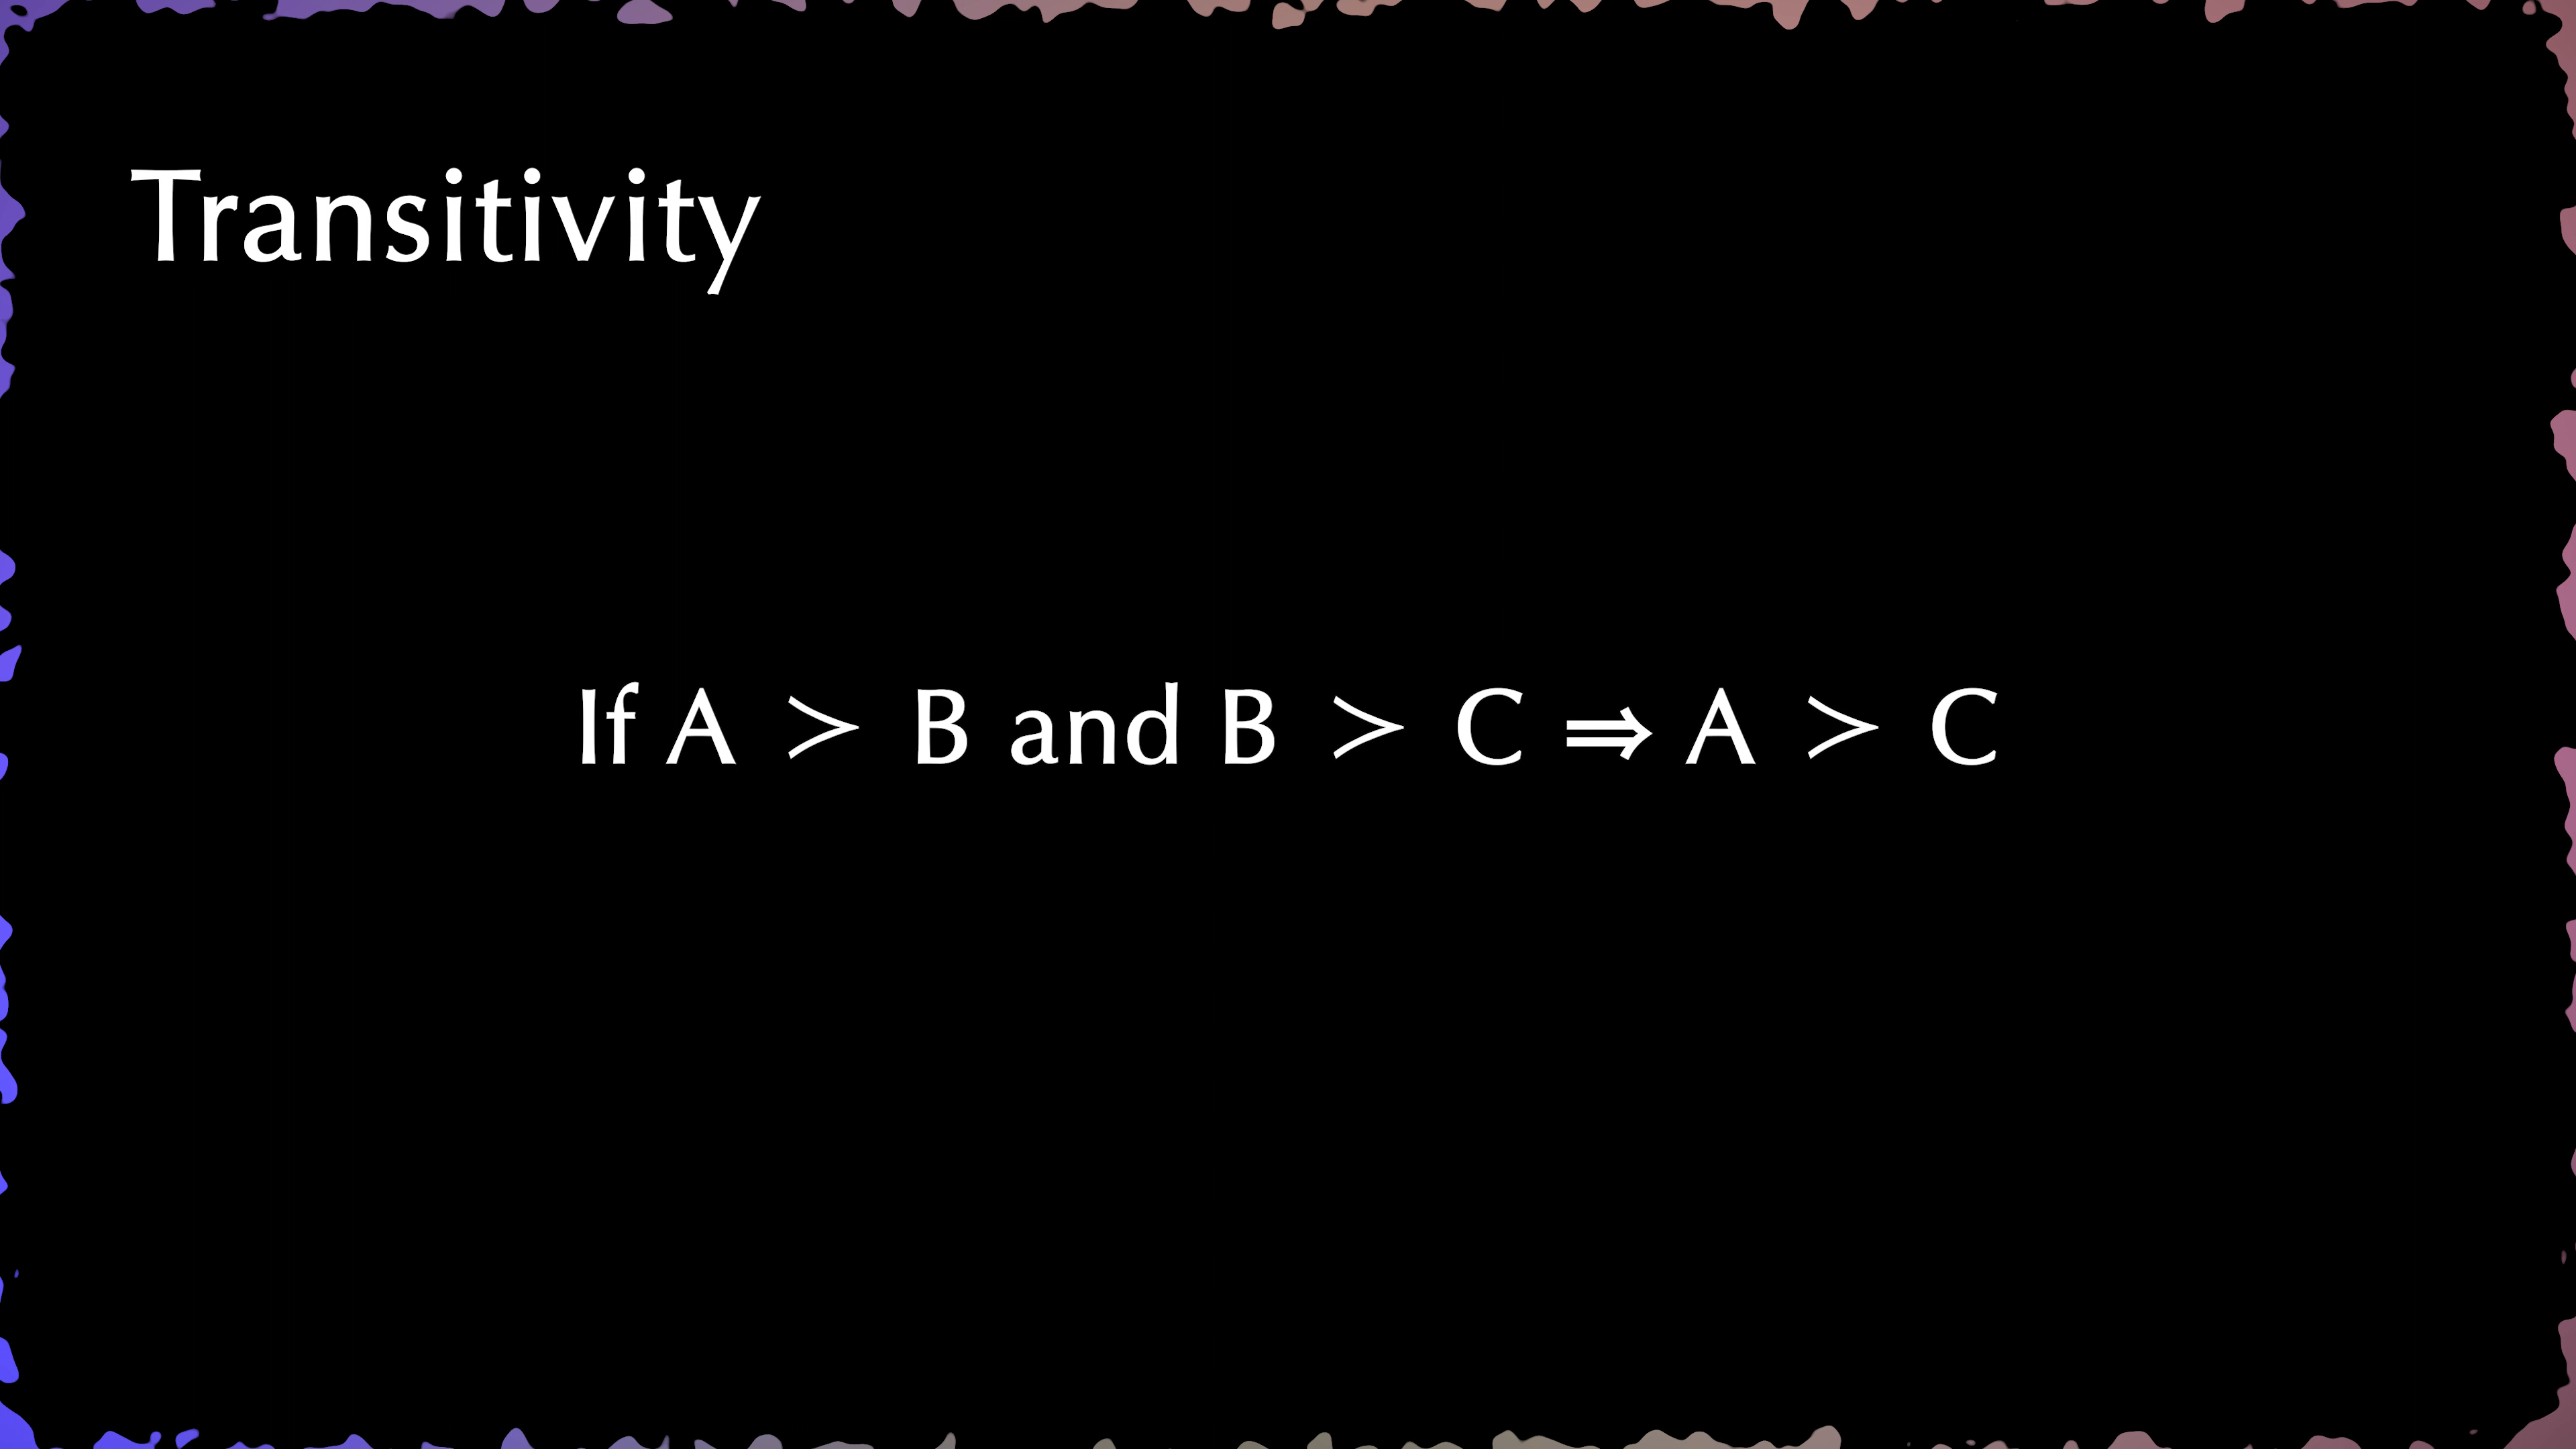 Transitivity
If A ≻ B and B ≻ C ⇒ A ≻ C